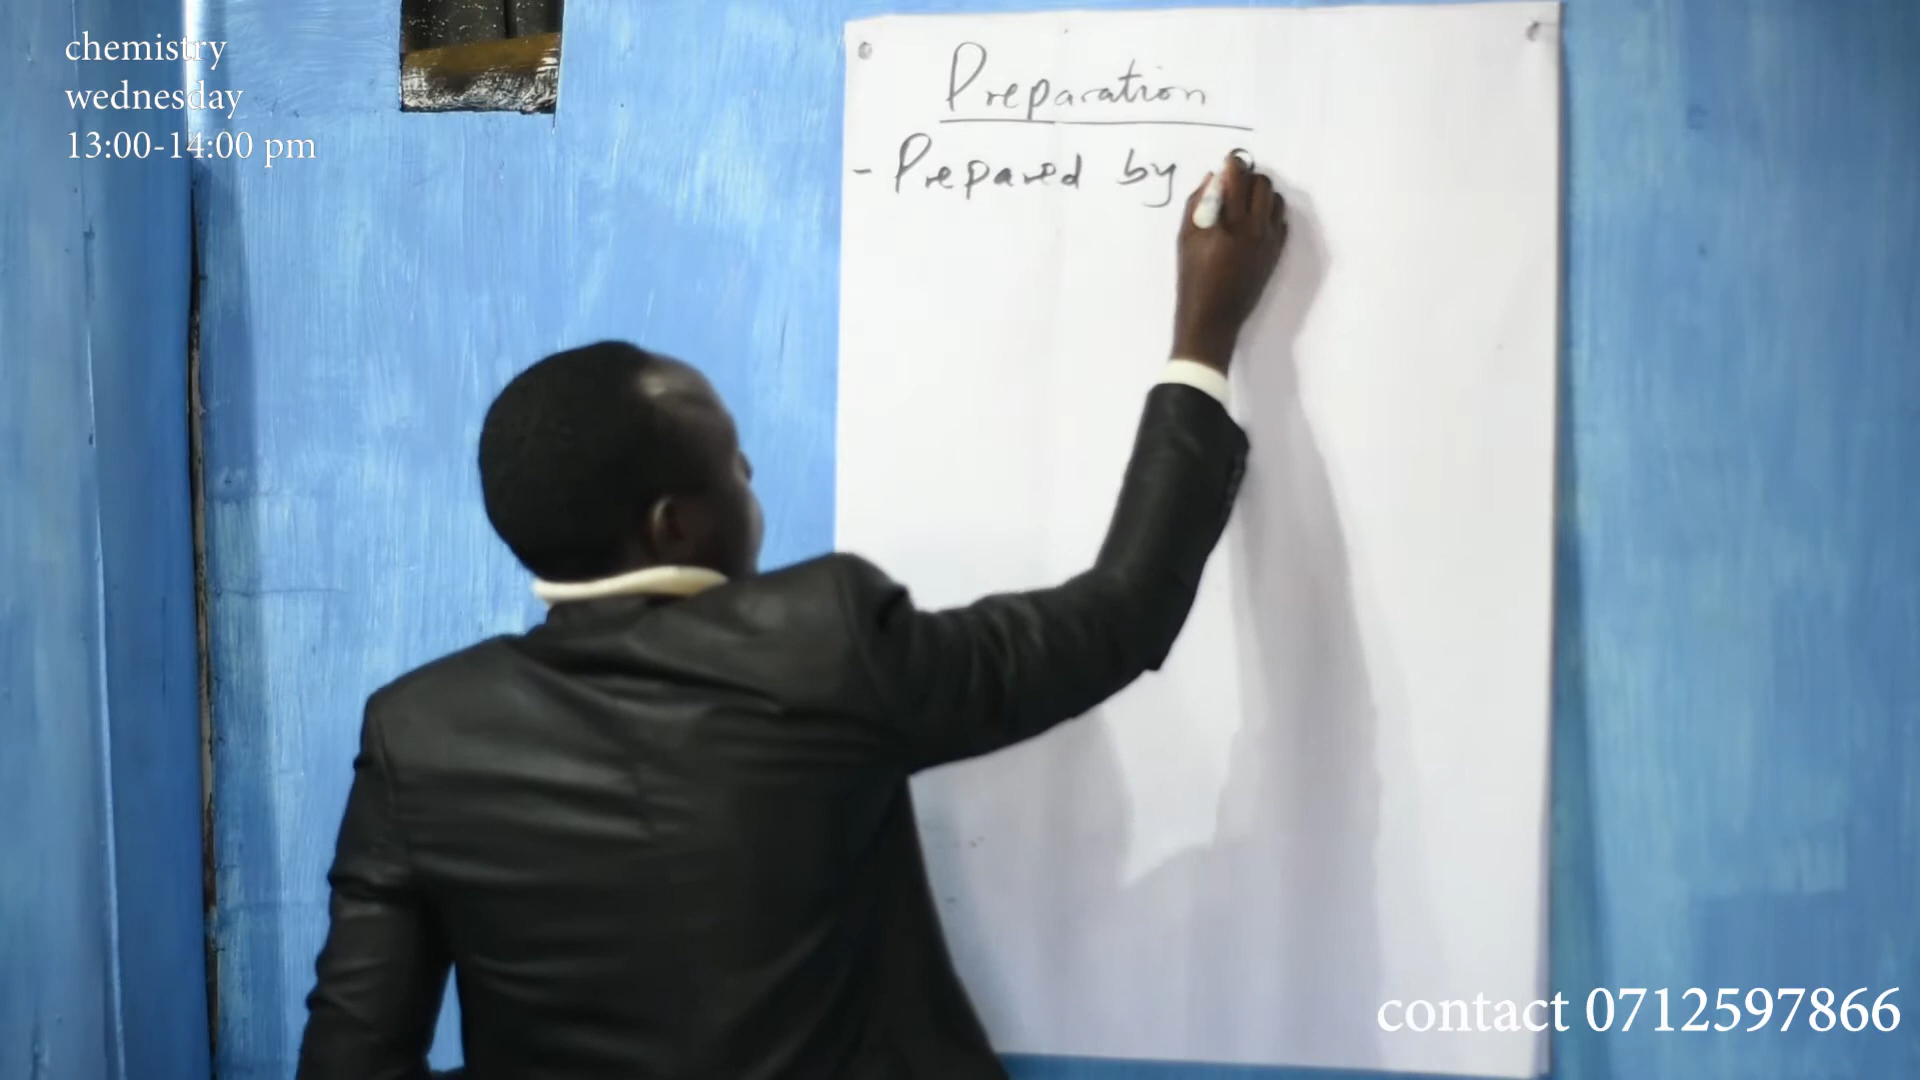 chemistry
wednesday
13:00-14:00 pm
Preparation
- Prepared by
contact 0712597866